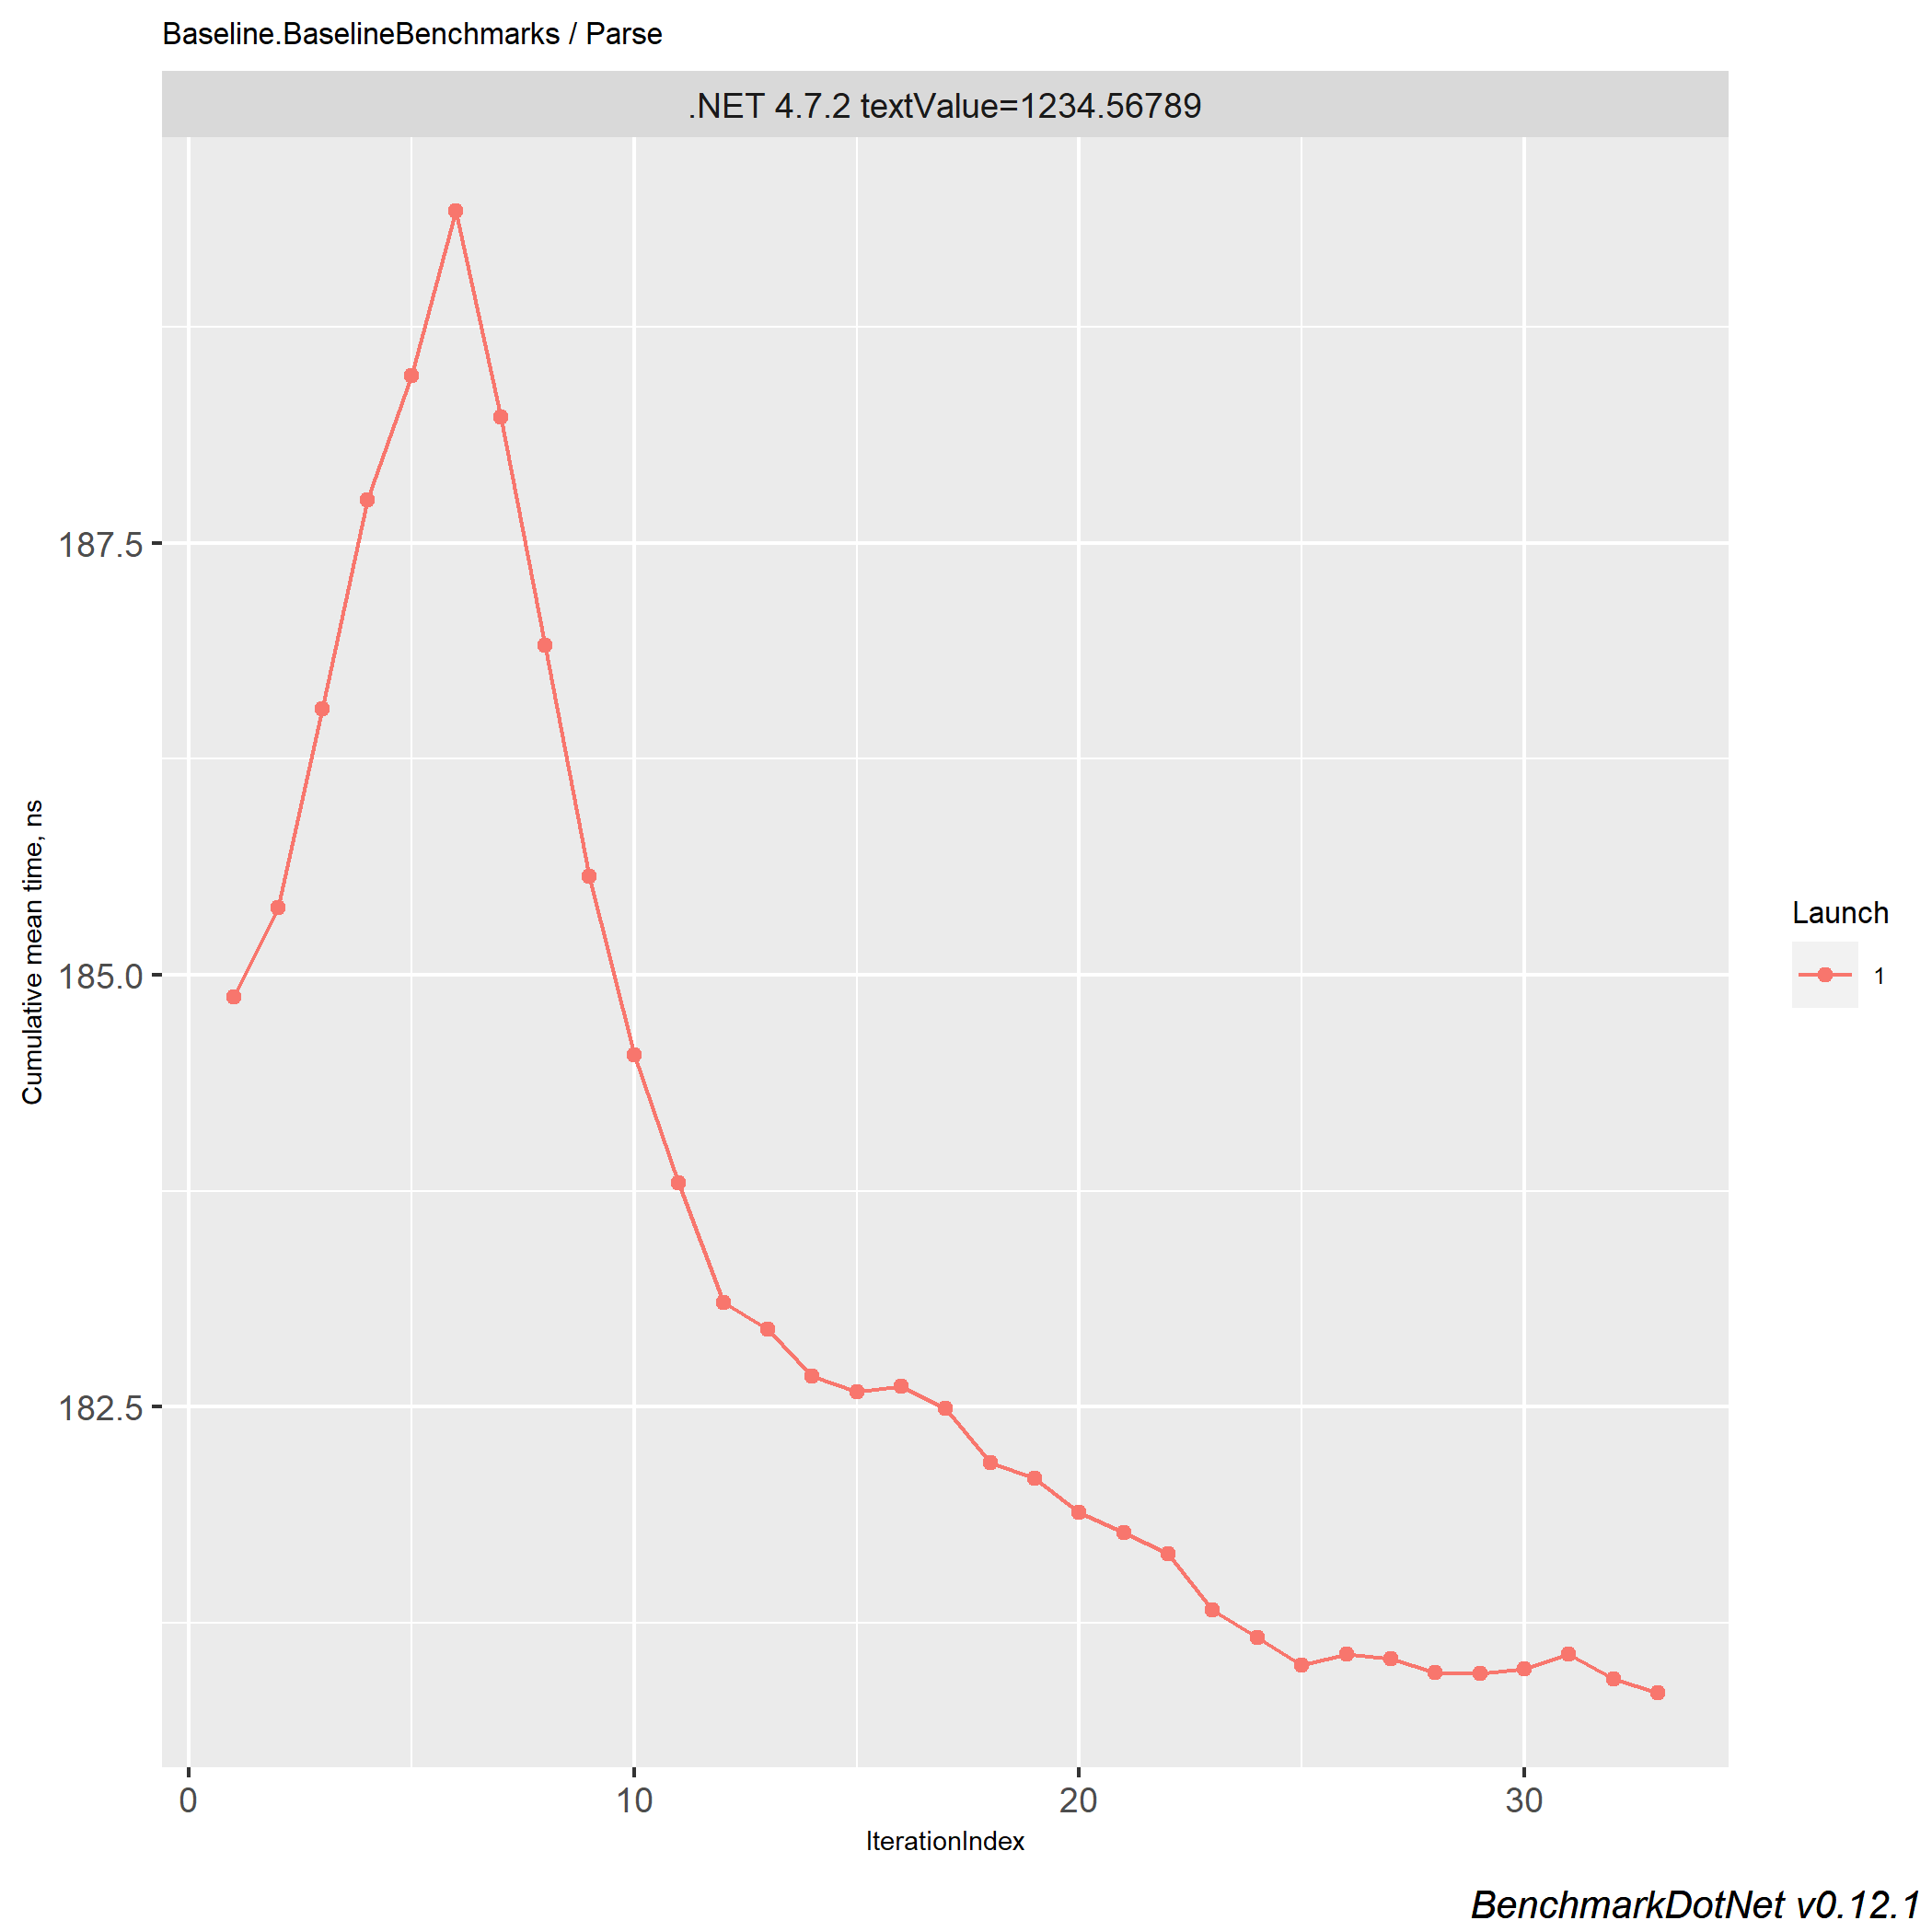 Baseline.BaselineBenchmarks / Parse
.NET 4.7.2 textValue=1234.56789
187.5
185.0
182.5
Cumulative mean time, ns
0 10 20 30
IterationIndex
Launch
1
BenchmarkDotNet v0.12.1